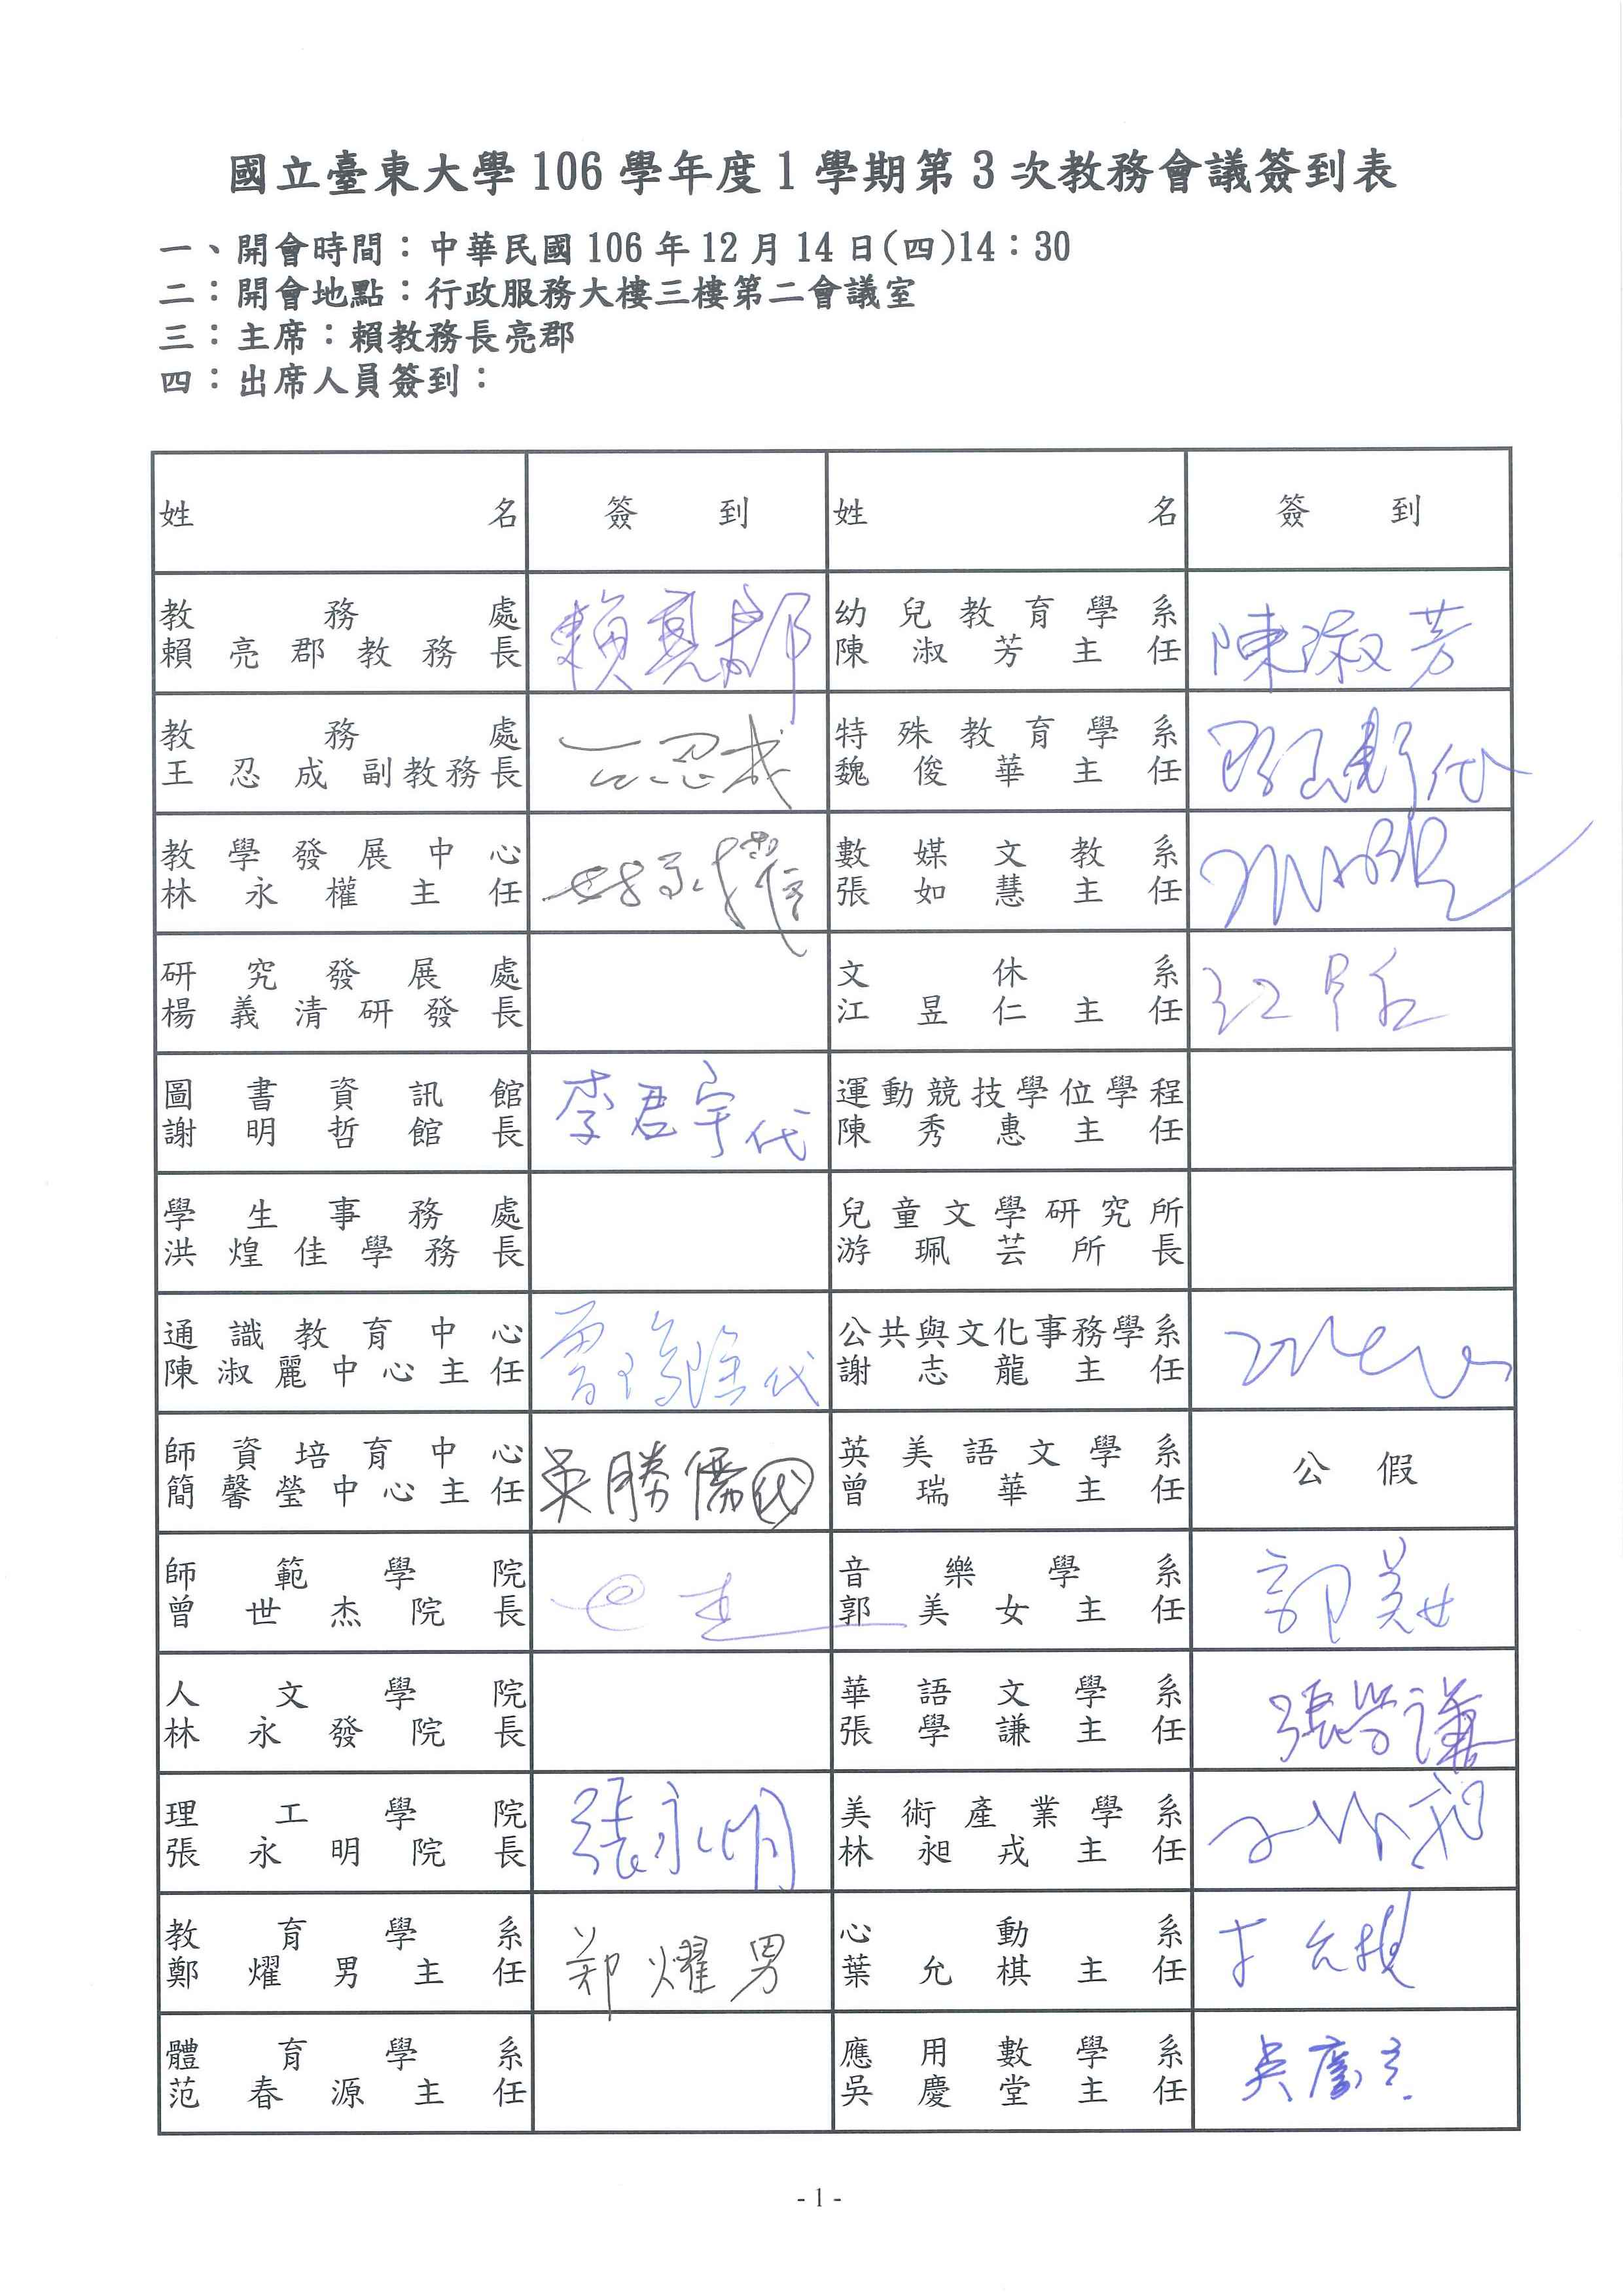 國立臺東大學 106 學年度 1 學期第 3 次教務會議簽到表
一、開會時間：中華民國 106 年 12 月 14 日(四)14：30
二：開會地點：行政服務大樓三樓第二會議室
三：主席：賴教務長亮郡
四：出席人員簽到：
姓名 簽到 姓名 簽到
教務處 幼兒教育學系
賴亮郡教務長 賴亮郡 陳淑芳主任 陳淑芳
教務處 特殊教育學系
王忍成副教務長 王忍成 魏俊華主任 代
教學發展中心 數媒文教系
林永權主任 張如慧主任
研究發展處 文休系
楊義清研發長 江昱仁主任 江
圖書資訊館 運動競技學位學程
謝明哲館長 李君宇代 陳秀惠主任
學生事務處 兒童文學研究所
洪煌佳學務長 游珮芸所長
通識教育中心 公共與文化事務學系
陳淑麗中心主任 代 謝志龍主任
師資培育中心 英美語文學系
簡馨瑩中心主任 吳勝儒代 曾瑞華主任 公假
師範學院 音樂學系
曾世杰院長 郭美女主任 郭美女
人文學院 華語文學系
林永發院長 張學謙主任 張学謙
理工學院 美術產業學系
張永明院長 張永明 林昶戎主任
教育學系 心動系
鄭燿男主任 郑燿男 葉允棋主任 允棋
體育學系 應用數學系
范春源主任 吳慶堂主任 吳慶堂
- 1 -